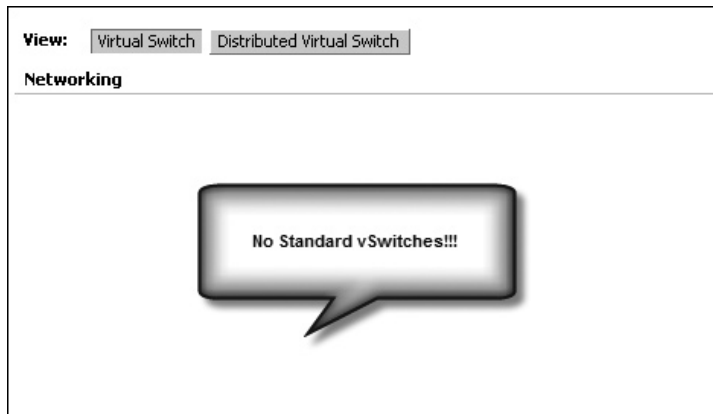 View: Virtual Switch Distributed Virtual Switch
Networking
No Standard vSwitches!!!